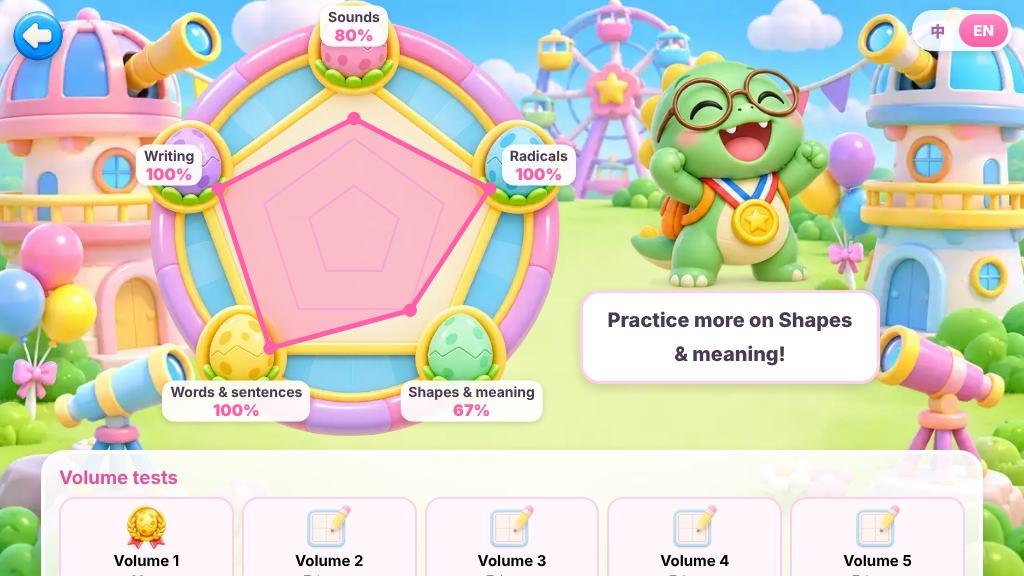 Sounds
80%
中
EN
Writing
100%
Radicals
100%
Practice more on Shapes
& meaning!
Words & sentences
100%
Shapes & meaning
67%
Volume tests
Volume 1
Volume 2
Volume 3
Volume 4
Volume 5